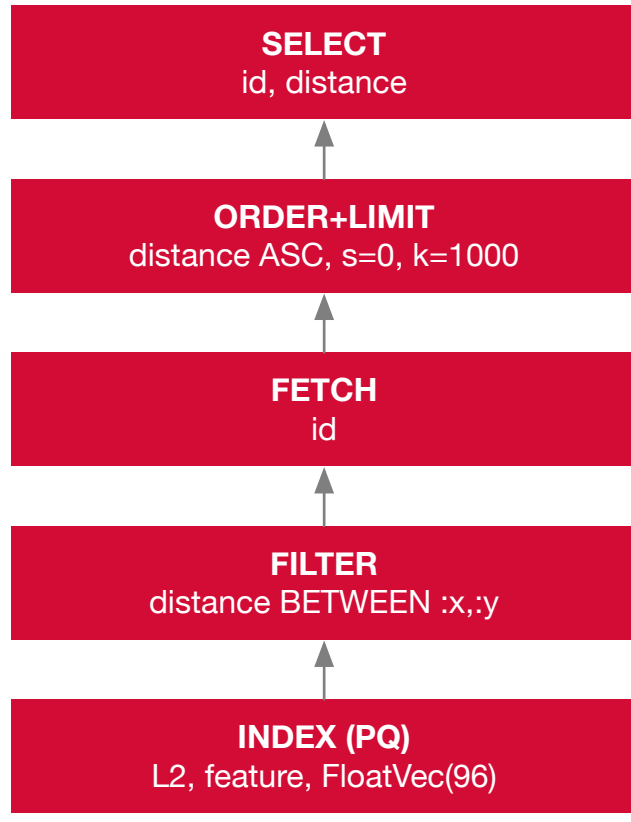 SELECT
id, distance
ORDER+LIMIT
distance ASC, s=0, k=1000
FETCH
id
FILTER
distance BETWEEN :x,:y
INDEX (PQ)
L2, feature, FloatVec(96)